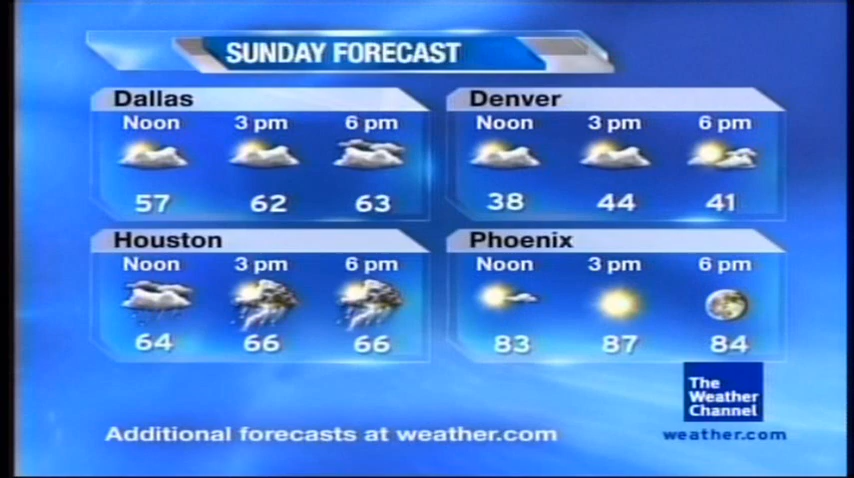 SUNDAY FORECAST
Dallas
Noon 3 pm 6 pm
57 62 63
Denver
Noon 3 pm 6 pm
38 44 41
Houston
Noon 3 pm 6 pm
64 66 66
Phoenix
Noon 3 pm 6 pm
83 87 84
The
Weather
Channel
weather.com
Additional forecasts at weather.com